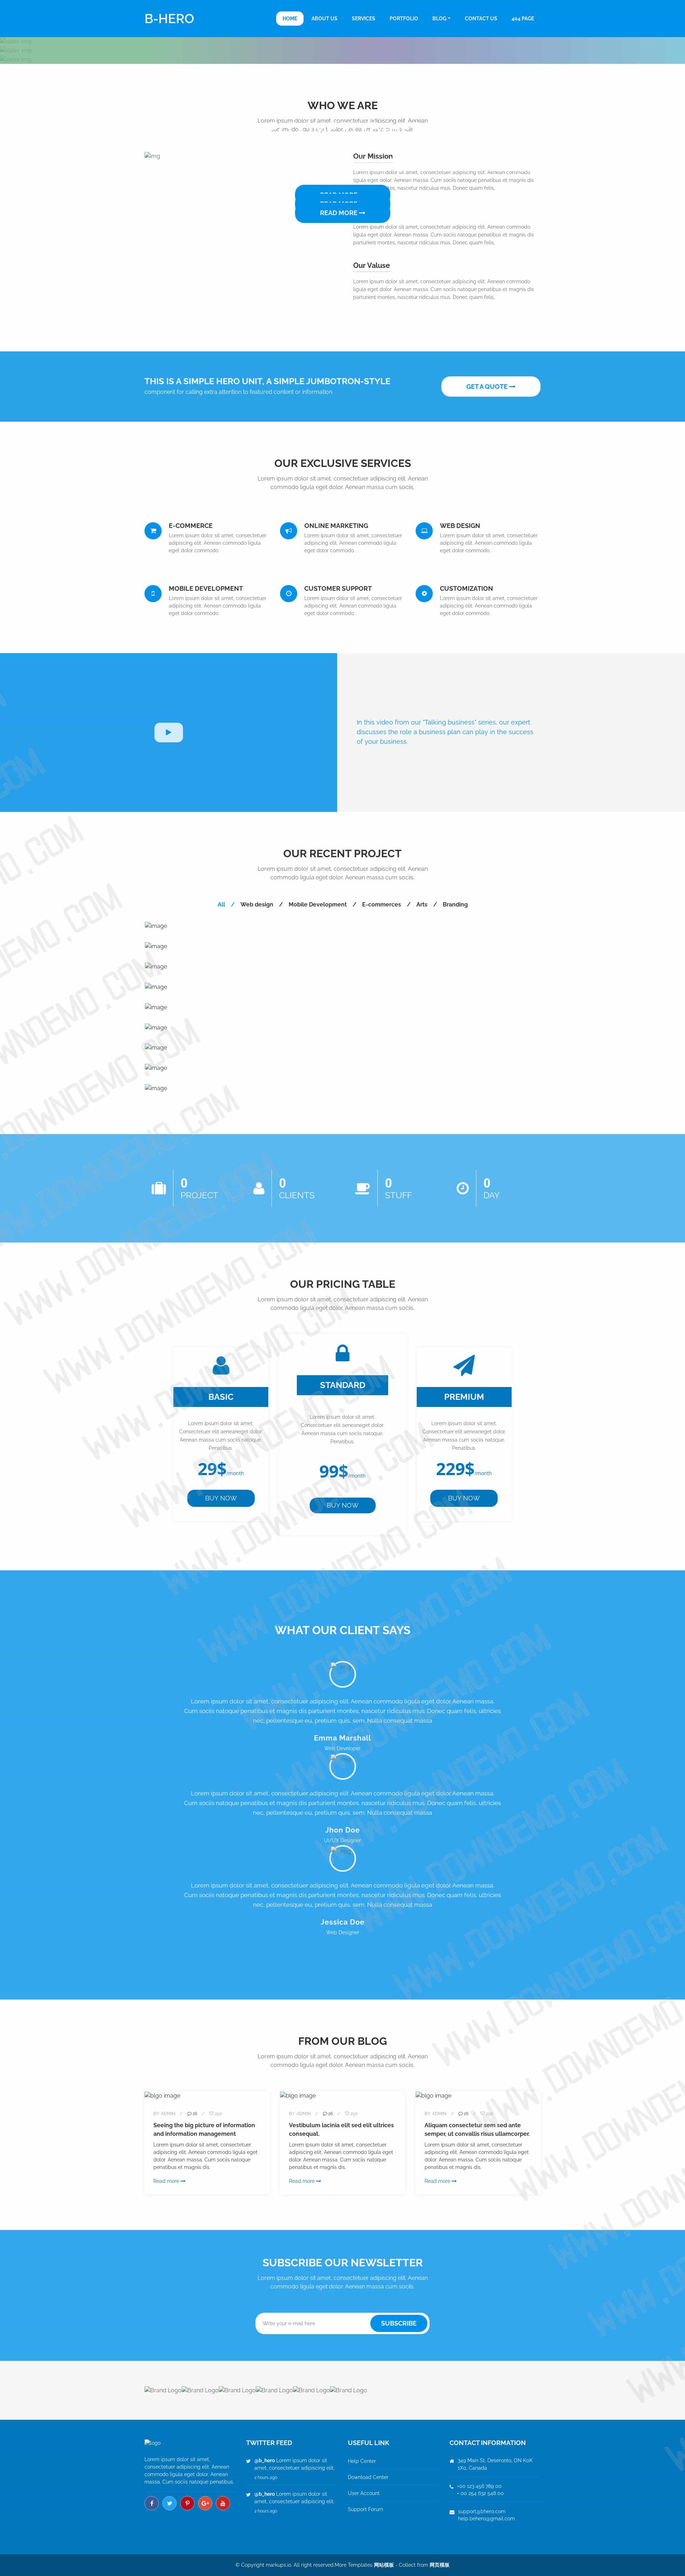 B-HERO
HOME ABOUT US SERVICES PORTFOLIO BLOG CONTACT US 404 PAGE
WHO WE ARE
Lorem ipsum dolor sit amet, consectetuer adipiscing elit. Aenean
img
Our Mission
Lorem ipsum dolor sit amet, consectetuer adipiscing elit. Aenean commodo
ligula eget dolor. Aenean massa. Cum sociis natoque penatibus et magnis dis
nascetur ridiculus mus. Donec quam felis,
READ MORE
READ MORE
READ MORE
Lorem ipsum dolor sit amet, consectetuer adipiscing elit. Aenean commodo
ligula eget dolor. Aenean massa. Cum sociis natoque penatibus et magnis dis
parturient montes, nascetur ridiculus mus. Donec quam felis,
Our Valuse
Lorem ipsum dolor sit amet, consectetuer adipiscing elit. Aenean commodo
ligula eget dolor. Aenean massa. Cum sociis natoque penatibus et magnis dis
parturient montes, nascetur ridiculus mus. Donec quam felis,
THIS IS A SIMPLE HERO UNIT, A SIMPLE JUMBOTRON-STYLE
component for calling extra attention to featured content or information
GET A QUOTE
OUR EXCLUSIVE SERVICES
Lorem ipsum dolor sit amet, consectetuer adipiscing elit. Aenean
commodo ligula eget dolor. Aenean massa cum sociis.
E-COMMERCE
Lorem ipsum dolor sit amet, consectetuer
adipiscing elit. Aenean commodo ligula
eget dolor commodo .
ONLINE MARKETING
Lorem ipsum dolor sit amet, consectetuer
adipiscing elit. Aenean commodo ligula
eget dolor commodo .
WEB DESIGN
Lorem ipsum dolor sit amet, consectetuer
adipiscing elit. Aenean commodo ligula
eget dolor commodo .
MOBILE DEVELOPMENT
Lorem ipsum dolor sit amet, consectetuer
adipiscing elit. Aenean commodo ligula
eget dolor commodo .
CUSTOMER SUPPORT
Lorem ipsum dolor sit amet, consectetuer
adipiscing elit. Aenean commodo ligula
eget dolor commodo .
CUSTOMIZATION
Lorem ipsum dolor sit amet, consectetuer
adipiscing elit. Aenean commodo ligula
eget dolor commodo .
In this video from our "Talking business" series, our expert
discusses the role a business plan can play in the success
of your business.
OUR RECENT PROJECT
Lorem ipsum dolor sit amet, consectetuer adipiscing elit. Aenean
commodo ligula eget dolor. Aenean massa cum sociis.
All / Web design / Mobile Development / E-commerces / Arts / Branding
image
image
image
image
image
image
image
image
image
0
PROJECT
0
CLIENTS
0
STUFF
0
DAY
OUR PRICING TABLE
Lorem ipsum dolor sit amet, consectetuer adipiscing elit. Aenean
commodo ligula eget dolor. Aenean massa cum sociis.
BASIC
Lorem ipsum dolor sit amet.
Consectetuer elit aeneareget dolor.
Aenean massa cum sociis natoque.
Penatibus
29$/month
BUY NOW
STANDARD
Lorem ipsum dolor sit amet.
Consectetuer elit aeneareget dolor.
Aenean massa cum sociis natoque.
Penatibus
99$/month
BUY NOW
PREMIUM
Lorem ipsum dolor sit amet.
Consectetuer elit aeneareget dolor.
Aenean massa cum sociis natoque.
Penatibus
229$/month
BUY NOW
WHAT OUR CLIENT SAYS
Lorem ipsum dolor sit amet, consectetuer adipiscing elit. Aenean commodo ligula eget dolor.Aenean massa.
Cum sociis natoque penatibus et magnis dis parturient montes, nascetur ridiculus mus. Donec quam felis, ultricies
nec, pellentesque eu, pretium quis, sem. Nulla consequat massa
Emma Marshall
Web Developer
Lorem ipsum dolor sit amet, consectetuer adipiscing elit. Aenean commodo ligula eget dolor.Aenean massa.
Cum sociis natoque penatibus et magnis dis parturient montes, nascetur ridiculus mus. Donec quam felis, ultricies
nec, pellentesque eu, pretium quis, sem. Nulla consequat massa
Jhon Doe
UI/UX Designer
Lorem ipsum dolor sit amet, consectetuer adipiscing elit. Aenean commodo ligula eget dolor.Aenean massa.
Cum sociis natoque penatibus et magnis dis parturient montes, nascetur ridiculus mus. Donec quam felis, ultricies
nec, pellentesque eu, pretium quis, sem. Nulla consequat massa
Jessica Doe
Web Designer
FROM OUR BLOG
Lorem ipsum dolor sit amet, consectetuer adipiscing elit. Aenean
commodo ligula eget dolor. Aenean massa cum sociis.
blgo image
BY ADMIN /
Seeing the big picture of information
and information management
Lorem ipsum dolor sit amet, consectetuer
adipiscing elit. Aenean commodo ligula eget
dolor. Aenean massa. Cum sociis natoque
penatibus et magnis dis.
Read more
blgo image
BY ADMIN /
Vestibulum lacinia elit sed elit ultrices
consequat.
Lorem ipsum dolor sit amet, consectetuer
adipiscing elit. Aenean commodo ligula eget
dolor. Aenean massa. Cum sociis natoque
penatibus et magnis dis.
Read more
blgo image
BY ADMIN /
Aliquam consectetur sem sed ante
semper, ut convallis risus ullamcorper.
Lorem ipsum dolor sit amet, consectetuer
adipiscing elit. Aenean commodo ligula eget
dolor. Aenean massa. Cum sociis natoque
penatibus et magnis dis.
Read more
SUBSCRIBE OUR NEWSLETTER
Lorem ipsum dolor sit amet, consectetuer adipiscing elit. Aenean
commodo ligula eget dolor. Aenean massa cum sociis.
Write your e-mail here
SUBSCRIBE
Brand Logo Brand Logo Brand Logo Brand Logo Brand Logo Brand Logo
logo
Lorem ipsum dolor sit amet,
consectetuer adipiscing elit. Aenean
commodo ligula eget dolor. Aenean
massa. Cum sociis natoque penatibus.
TWITTER FEED
@b_hero Lorem ipsum dolor sit
amet, consectetuer adipiscing elit.
2 hours ago
@b_hero Lorem ipsum dolor sit
amet, consectetuer adipiscing elit.
2 hours ago
USEFUL LINK
Help Center
Download Center
User Account
Support Forum
CONTACT INFORMATION
349 Main St, Deseronto, ON K0K
1X0, Canada
+00 123 456 789 00
+ 00 254 632 548 00
support@bhero.com
help.behero@gmail.com
© Copyright markups.io. All right reserved.More Templates 网站模板 - Collect from 网页模板
WWW.DOWNDEMO.COM